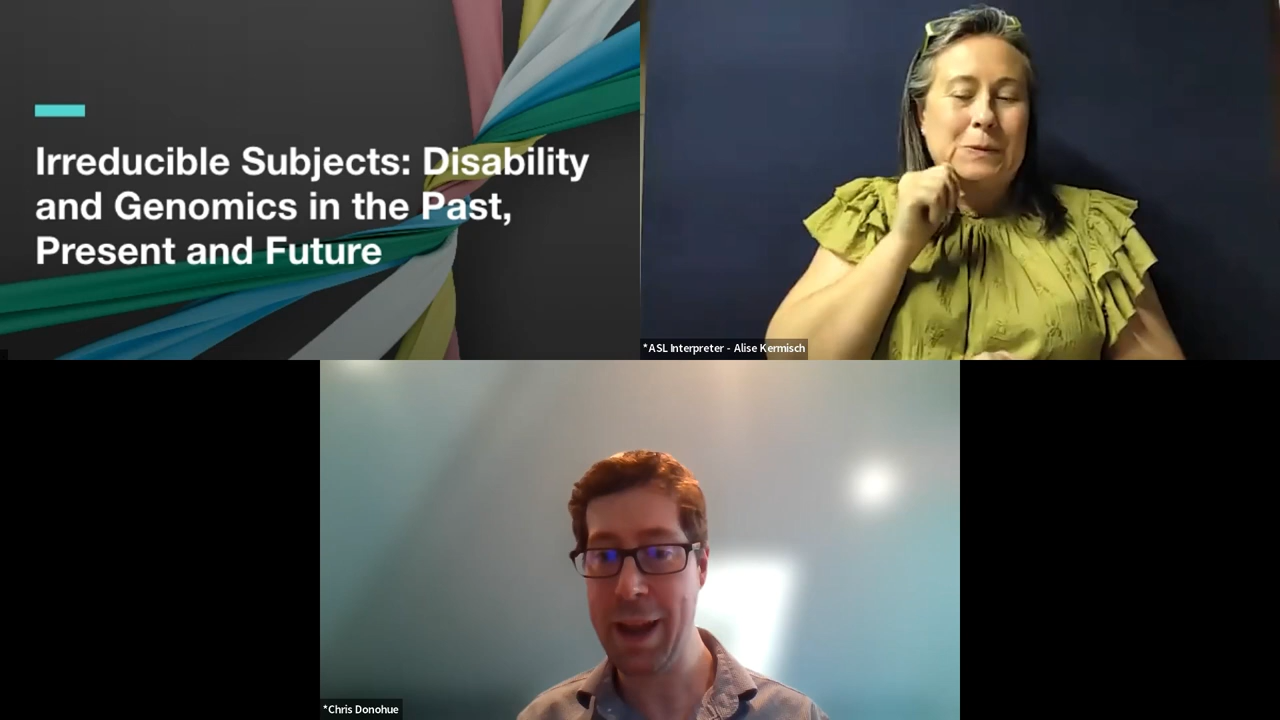 Irreducible Subjects: Disability
and Genomics in the Past,
Present and Future
*ASL Interpreter - Alise Kermisch
*Chris Donohue